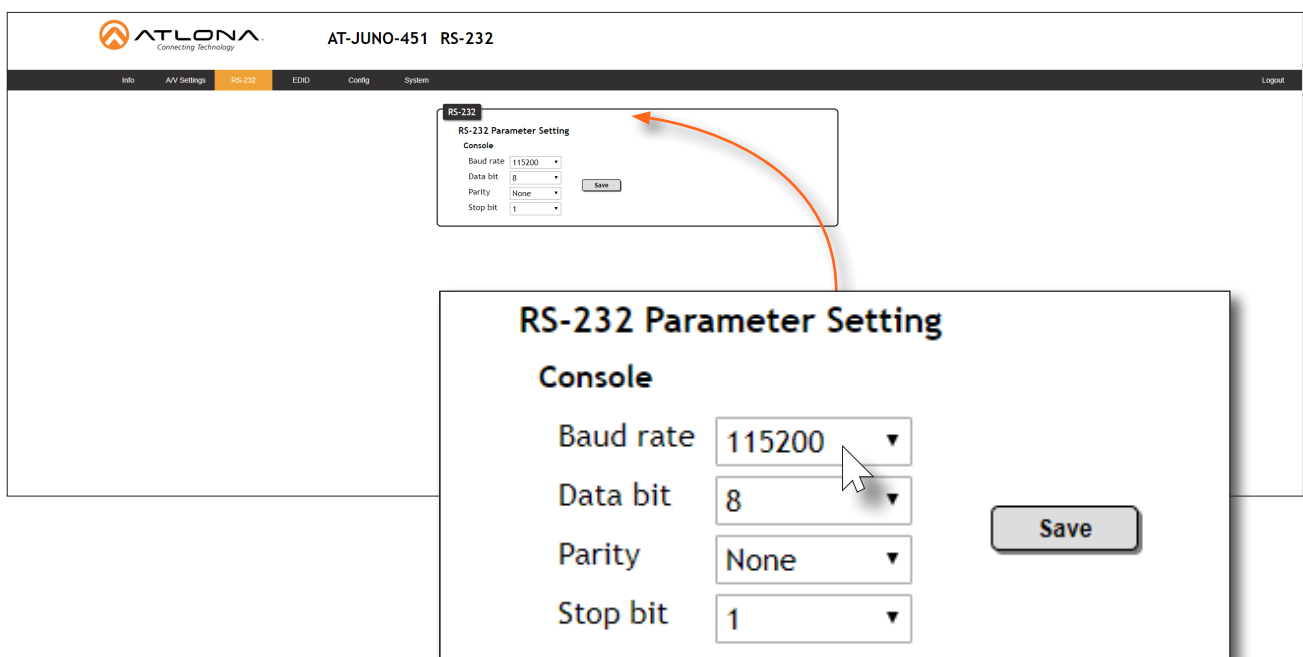 ATLONA.
Connecting Technology
AT-JUNO-451 RS-232
Info A/V Settings RS-232 EDID Config System Logout
RS-232
RS-232 Parameter Setting
Console
Baud rate 115200
Data bit 8
Parity None
Stop bit 1
Save
RS-232 Parameter Setting
Console
Baud rate 115200
Data bit 8
Parity None
Stop bit 1
Save